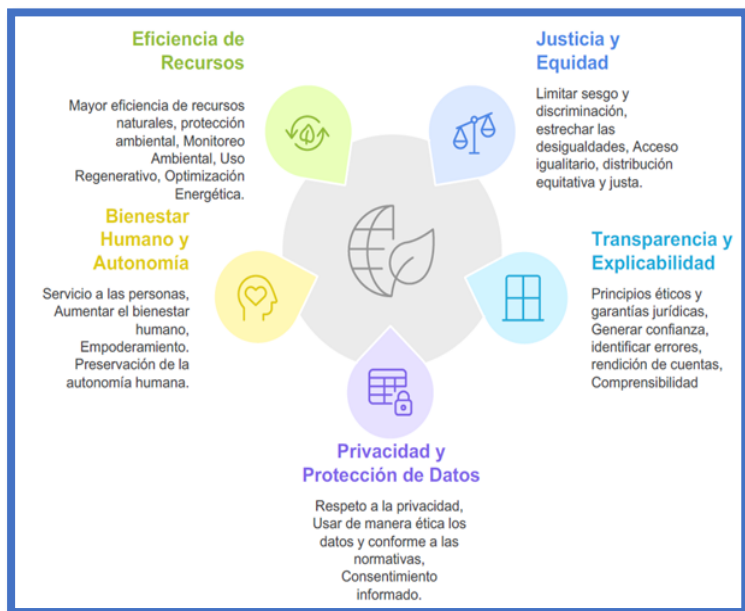 Eficiencia de
Recursos
Mayor eficiencia de recursos
naturales, protección
ambiental, Monitoreo
Ambiental, Uso
Regenerativo, Optimización
Energética.
Justicia y
Equidad
Limitar sesgo y
discriminación,
estrechar las
desigualdades, Acceso
igualitario, distribución
equitativa y justa.
Bienestar
Humano y
Autonomía
Servicio a las personas,
Aumentar el bienestar
humano,
Empoderamiento.
Preservación de la
autonomía humana.
Transparencia y
Explicabilidad
Principios éticos y
garantías jurídicas,
Generar confianza,
identificar errores,
rendición de cuentas,
Comprensibilidad
Privacidad y
Protección de Datos
Respeto a la privacidad,
Usar de manera ética los
datos y conforme a las
normativas,
Consentimiento
informado.